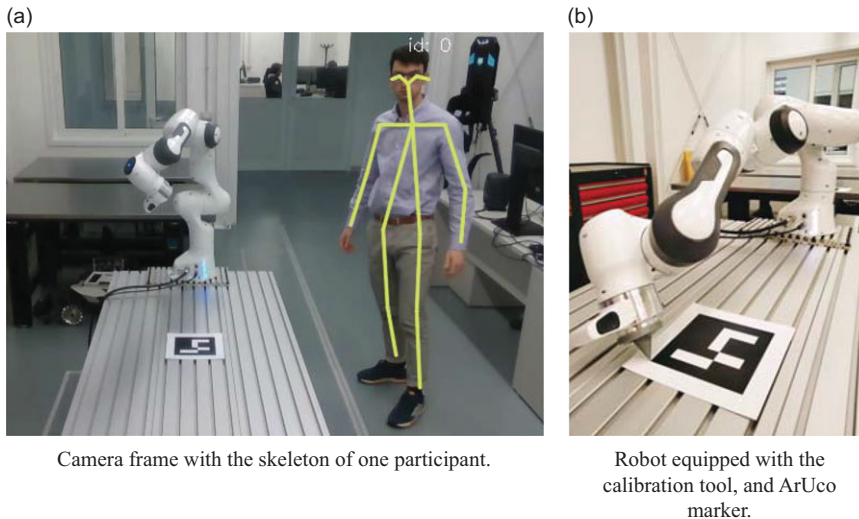 (a)
(b)
id: 0
Camera frame with the skeleton of one participant.
Robot equipped with the
calibration tool, and ArUco
marker.